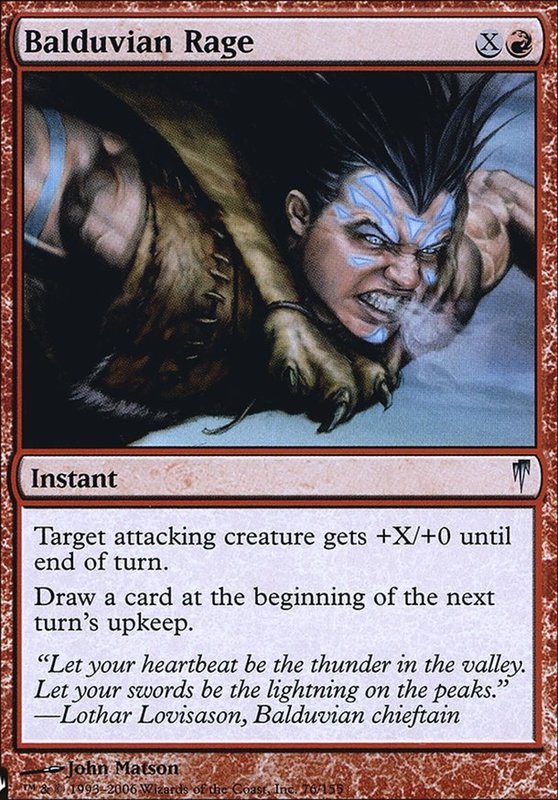 Balduvian Rage
X
Instant
Target attacking creature gets +X/+0 until
end of turn.
Draw a card at the beginning of the next
turn's upkeep.
“Let your heartbeat be the thunder in the valley.
Let your swords be the lightning on the peaks.”
—Lothar Lovisason, Balduvian chieftain
John Matson
™ & © 1993–2006 Wizards of the Coast, Inc. 76/155